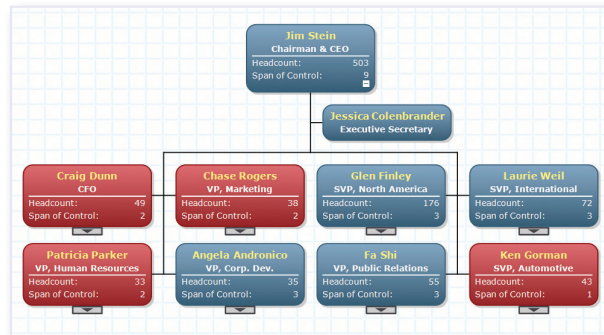 Jim Stein
Chairman & CEO
Headcount: 503
Span of Control: 9
Jessica Colenbrander
Executive Secretary
Craig Dunn
CFO
Headcount: 49
Span of Control: 2
Chase Rogers
VP, Marketing
Headcount: 38
Span of Control: 2
Glen Finley
SVP, North America
Headcount: 176
Span of Control: 3
Laurie Weil
SVP, International
Headcount: 72
Span of Control: 3
Patricia Parker
VP, Human Resources
Headcount: 33
Span of Control: 2
Angela Andronico
VP, Corp. Dev.
Headcount: 35
Span of Control: 3
Fa Shi
VP, Public Relations
Headcount: 55
Span of Control: 3
Ken Gorman
SVP, Automotive
Headcount: 43
Span of Control: 1